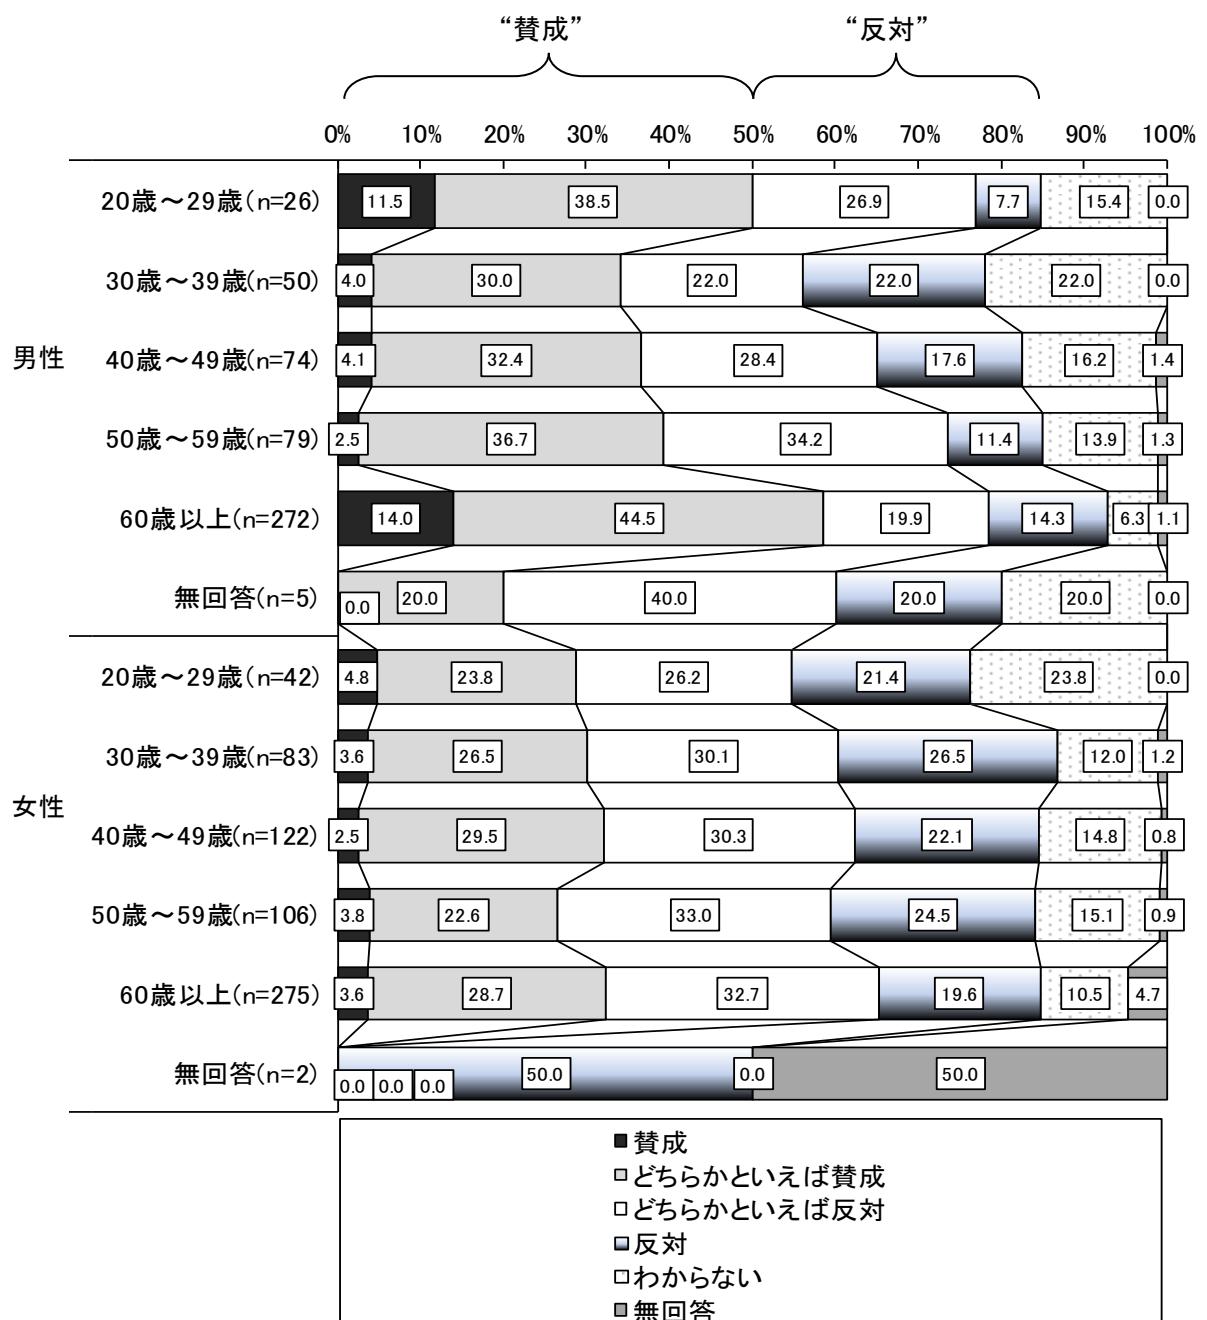 “賛成” “反対”
0% 10% 20% 30% 40% 50% 60% 70% 80% 90% 100%
20歳～29歳(n=26) 11.5 38.5 26.9 7.7 15.4 0.0
30歳～39歳(n=50) 4.0 30.0 22.0 22.0 22.0 0.0
男性 40歳～49歳(n=74) 4.1 32.4 28.4 17.6 16.2 1.4
50歳～59歳(n=79) 2.5 36.7 34.2 11.4 13.9 1.3
60歳以上(n=272) 14.0 44.5 19.9 14.3 6.3 1.1
無回答(n=5) 0.0 20.0 40.0 20.0 20.0 0.0
20歳～29歳(n=42) 4.8 23.8 26.2 21.4 23.8 0.0
30歳～39歳(n=83) 3.6 26.5 30.1 26.5 12.0 1.2
女性 40歳～49歳(n=122) 2.5 29.5 30.3 22.1 14.8 0.8
50歳～59歳(n=106) 3.8 22.6 33.0 24.5 15.1 0.9
60歳以上(n=275) 3.6 28.7 32.7 19.6 10.5 4.7
無回答(n=2) 0.0 0.0 0.0 50.0 0.0 50.0
賛成
どちらかといえば賛成
どちらかといえば反対
反対
わからない
無回答